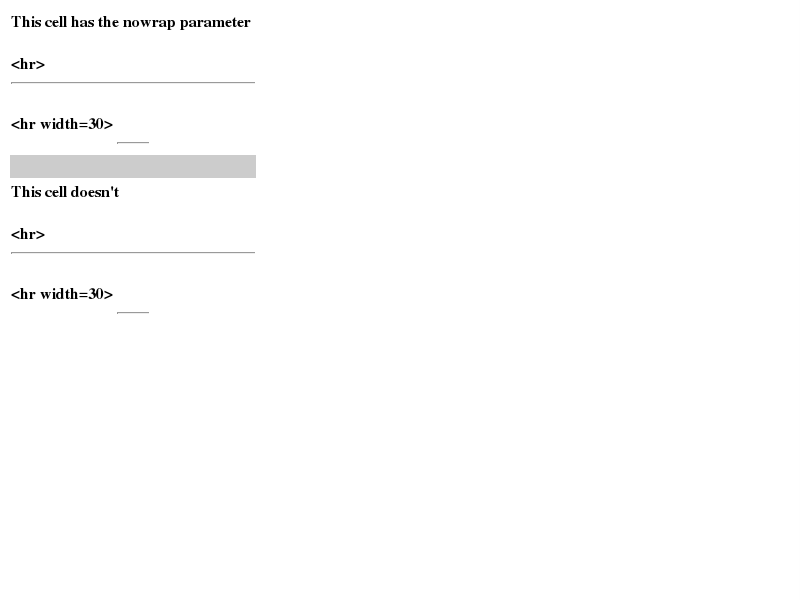 This cell has the nowrap parameter
<hr>
<hr width=30>
This cell doesn't
<hr>
<hr width=30>